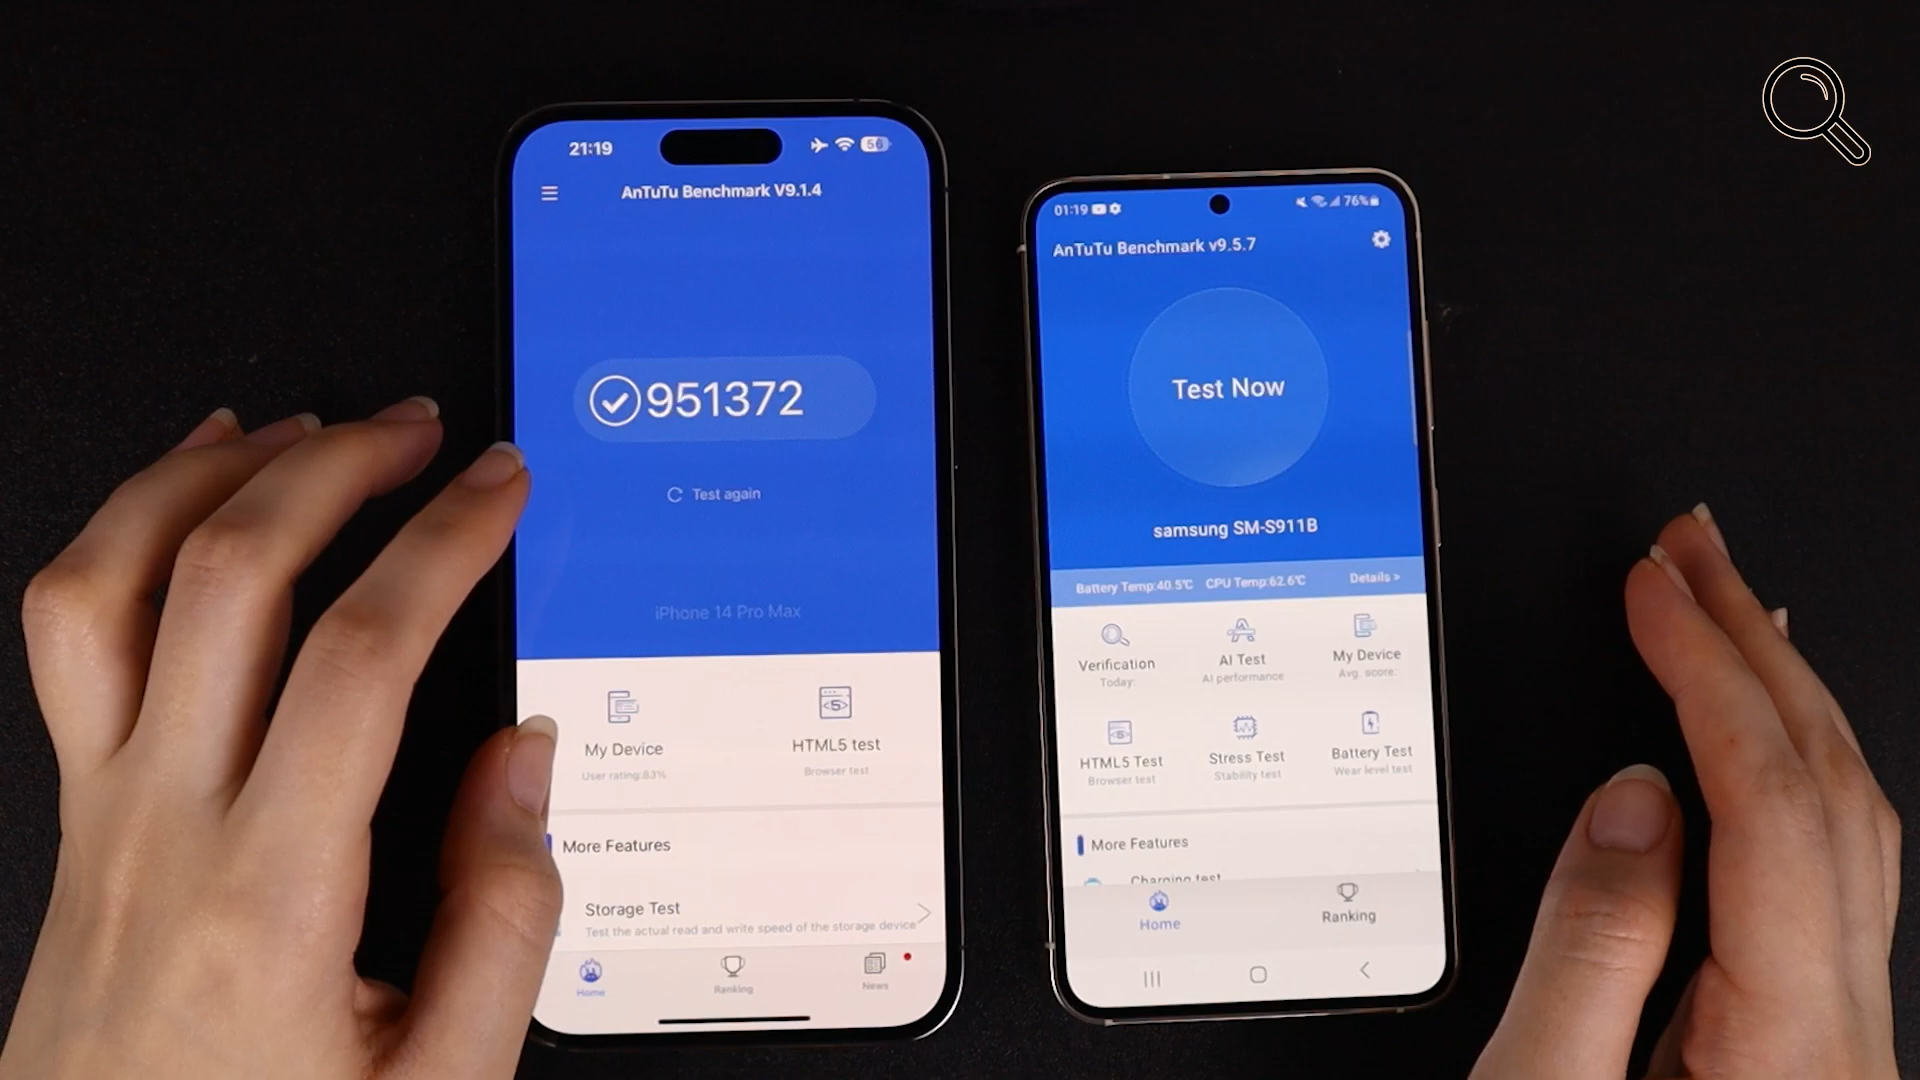 21:19
56
AnTuTu Benchmark V9.1.4
951372
Test again
iPhone 14 Pro Max
My Device
User rating:83%
HTML5 test
Browser test
More Features
Storage Test
Test the actual read and write speed of the storage device
Home
Ranking
News
01:19
76%
AnTuTu Benchmark v9.5.7
Test Now
samsung SM-S911B
Battery Temp:40.5℃ CPU Temp:62.6℃ Details >
Verification
Today:
AI Test
AI performance
My Device
Avg. score:
HTML5 Test
Browser test
Stress Test
Stability test
Battery Test
Wear level test
More Features
Charging test
Home
Ranking